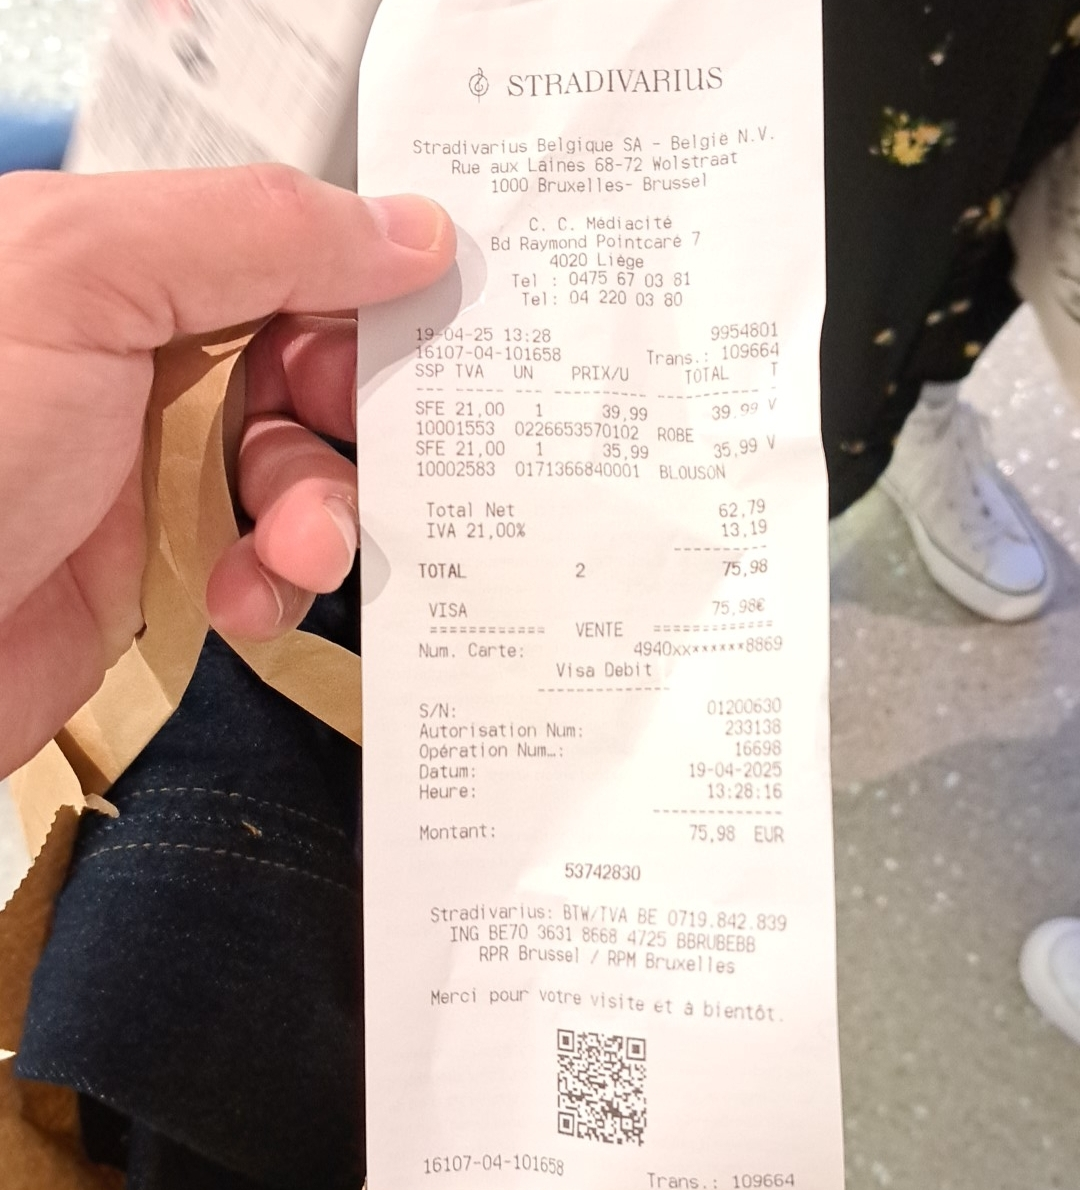 STRADIVARIUS
Stradivarius Belgique SA - België N.V.
Rue aux Laines 68-72 Wolstraat
1000 Bruxelles- Brussel
C. C. Médiacité
Bd Raymond Pointcaré 7
4020 Liége
Tel : 0475 67 03 81
Tel: 04 220 03 80
19-04-25 13:28 9954801
16107-04-101658 Trans.: 109664
SSP TVA UN PRIX/U TOTAL T
--- --- --- --------- ------------ -
SFE 21,00 1 39,99 39,99 V
10001553 0226653570102 ROBE
SFE 21,00 1 35,99 35,99 V
10002583 0171366840001 BLOUSON
Total Net 62,79
IVA 21,00% 13,19
----------
TOTAL 2 75,98
VISA 75,98€
============ VENTE ============
Num. Carte: 4940xx******8869
Visa Debit
--------------
S/N: 01200630
Autorisation Num: 233138
Opération Num…: 16698
Datum: 19-04-2025
Heure: 13:28:16
--------------
Montant: 75,98 EUR
53742830
Stradivarius: BTW/TVA BE 0719.842.839
ING BE70 3631 8668 4725 BBRUBEBB
RPR Brussel / RPM Bruxelles
Merci pour votre visite et à bientôt.
16107-04-101658
Trans.: 109664